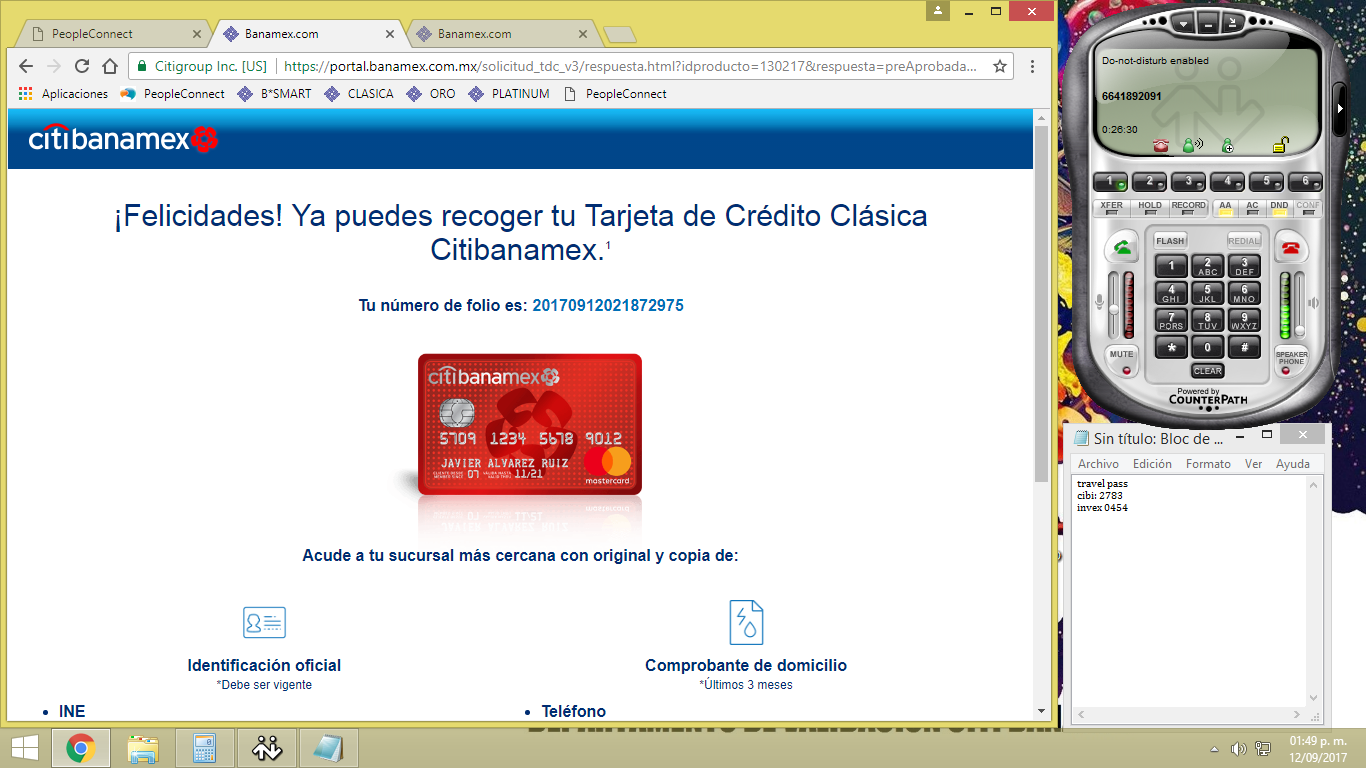 PeopleConnect
Banamex.com
Banamex.com
Citigroup Inc. [US]
https://portal.banamex.com.mx/solicitud_tdc_v3/respuesta.html?idproducto=130217&respuesta=preAprobada...
Aplicaciones
PeopleConnect
B*SMART
CLASICA
ORO
PLATINUM
PeopleConnect
citibanamex
¡Felicidades! Ya puedes recoger tu Tarjeta de Crédito Clásica
Citibanamex.¹
Tu número de folio es: 20170912021872975
citibanamex
5709 1234 5678 9012
JAVIER ALVAREZ RUIZ
07
11/21
mastercard
Acude a tu sucursal más cercana con original y copia de:
Identificación oficial
*Debe ser vigente
Comprobante de domicilio
*Últimos 3 meses
INE
Teléfono
Do-not-disturb enabled
6641892091
0:26:30
1 2 3 4 5 6
XFER HOLD RECORD AA AC DND CONF
FLASH REDIAL
1 2 ABC 3 DEF
4 GHI 5 JKL 6 MNO
7 PQRS 8 TUV 9 WXYZ
* 0 #
MUTE
SPEAKER
PHONE
CLEAR
Powered by
COUNTERPATH
Sin título: Bloc de ...
Archivo Edición Formato Ver Ayuda
travel pass
cibi: 2783
invex 0454
01:49 p. m.
12/09/2017